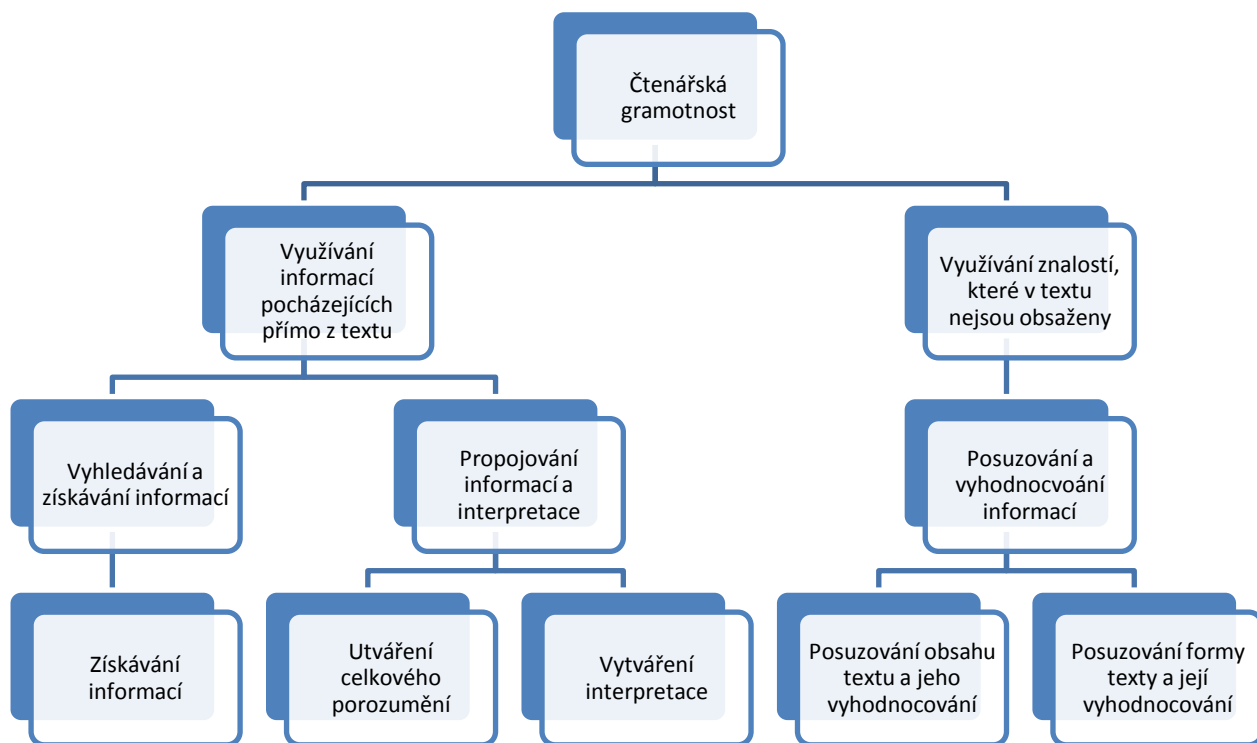 Čtenářská
gramotnost
Využívání
informací
pocházejících
přímo z textu
Využívání znalostí,
které v textu
nejsou obsaženy
Vyhledávání a
získávání informací
Propojování
informací a
interpretace
Posuzování a
vyhodnocvoání
informací
Získávání
informací
Utváření
celkového
porozumění
Vytváření
interpretace
Posuzování obsahu
textu a jeho
vyhodnocování
Posuzování formy
texty a její
vyhodnocování